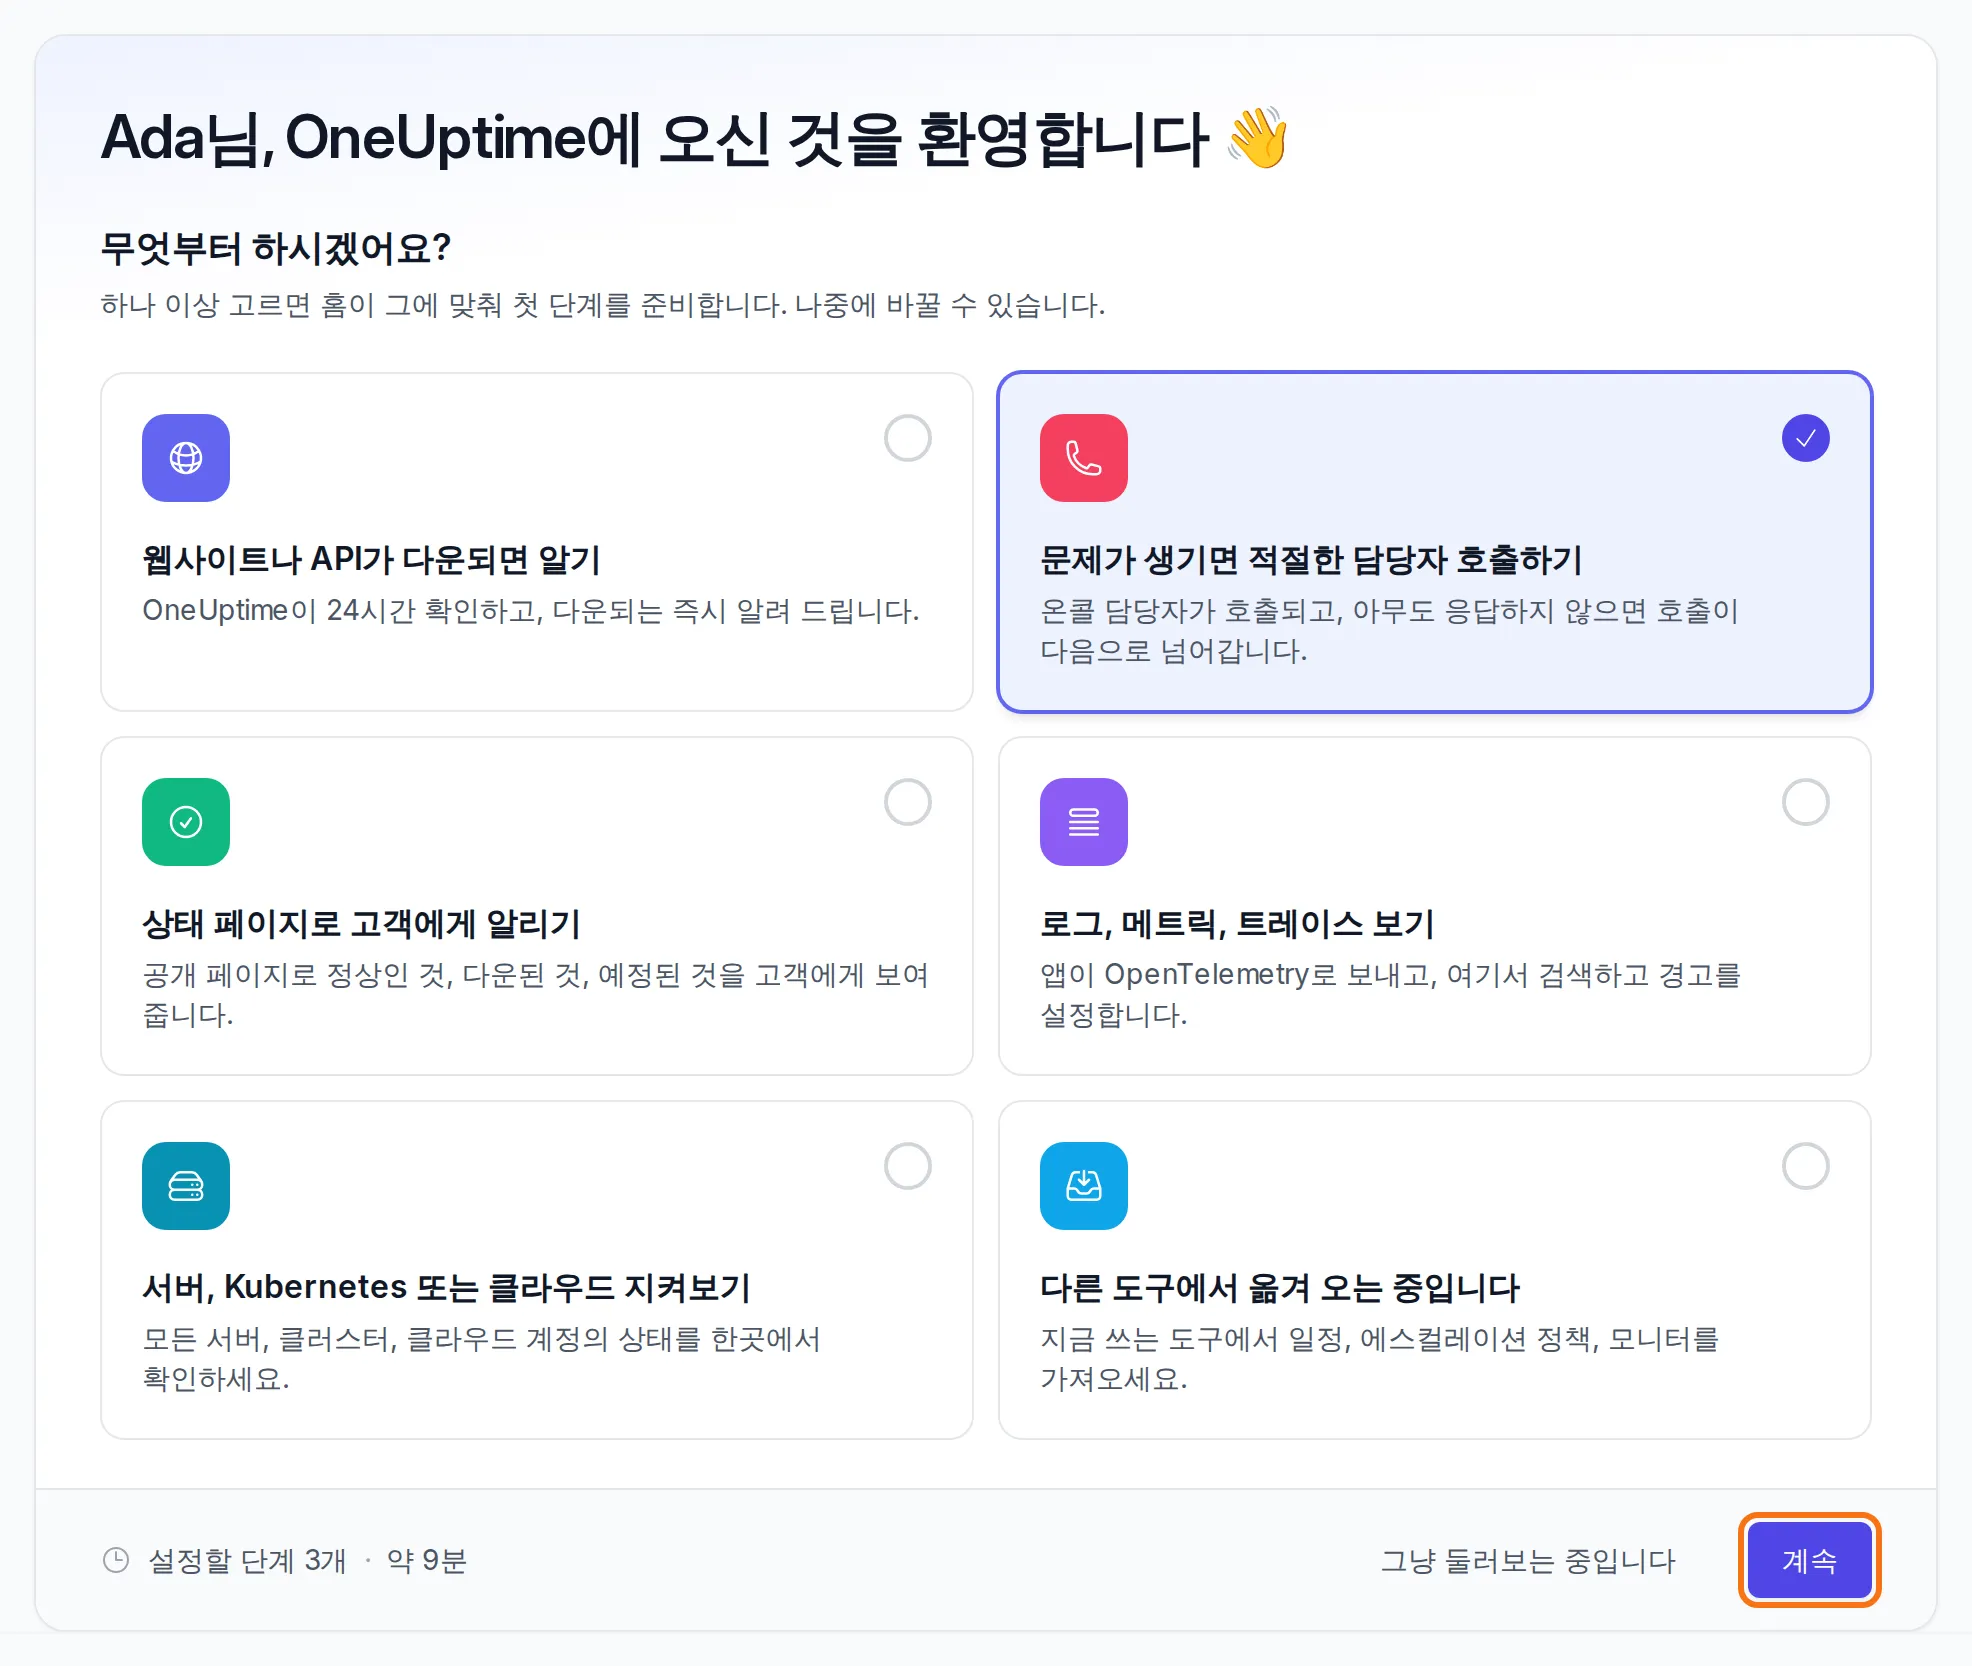 Ada님, OneUptime에 오신 것을 환영합니다 👋
무엇부터 하시겠어요?
하나 이상 고르면 홈이 그에 맞춰 첫 단계를 준비합니다. 나중에 바꿀 수 있습니다.
웹사이트나 API가 다운되면 알기
OneUptime이 24시간 확인하고, 다운되는 즉시 알려 드립니다.
문제가 생기면 적절한 담당자 호출하기
온콜 담당자가 호출되고, 아무도 응답하지 않으면 호출이
다음으로 넘어갑니다.
상태 페이지로 고객에게 알리기
공개 페이지로 정상인 것, 다운된 것, 예정된 것을 고객에게 보여
줍니다.
로그, 메트릭, 트레이스 보기
앱이 OpenTelemetry로 보내고, 여기서 검색하고 경고를
설정합니다.
서버, Kubernetes 또는 클라우드 지켜보기
모든 서버, 클러스터, 클라우드 계정의 상태를 한곳에서
확인하세요.
다른 도구에서 옮겨 오는 중입니다
지금 쓰는 도구에서 일정, 에스컬레이션 정책, 모니터를
가져오세요.
설정할 단계 3개 · 약 9분
그냥 둘러보는 중입니다
계속